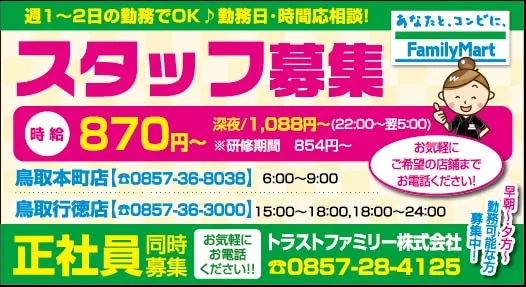 週1～2日の勤務でOK♪勤務日・時間応相談!
あなたと、コンビに、
FamilyMart
スタッフ募集
時給 870円～ 深夜/1,088円～(22:00～翌5:00)
※研修期間 854円～
お気軽に
ご希望の店舗まで
お電話ください!
鳥取本町店【☎0857-36-8038】 6:00～9:00
鳥取行徳店【☎0857-36-3000】 15:00～18:00,18:00～24:00
早朝～夕方～
勤務可能な方
募集中!
正社員 同時募集
お気軽に
お電話
ください!!
トラストファミリー株式会社
☎0857-28-4125